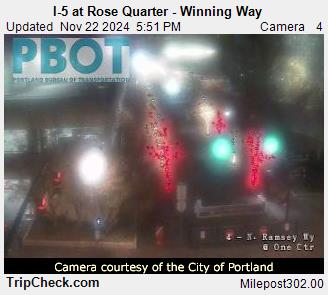 I-5 at Rose Quarter - Winning Way
Updated Nov 22 2024 5:51 PM Camera 4
PBOT
PORTLAND BUREAU OF TRANSPORTATION
4 - N. Ramsey Wy
@ One Ctr
Camera courtesy of the City of Portland
TripCheck.com Milepost302.00